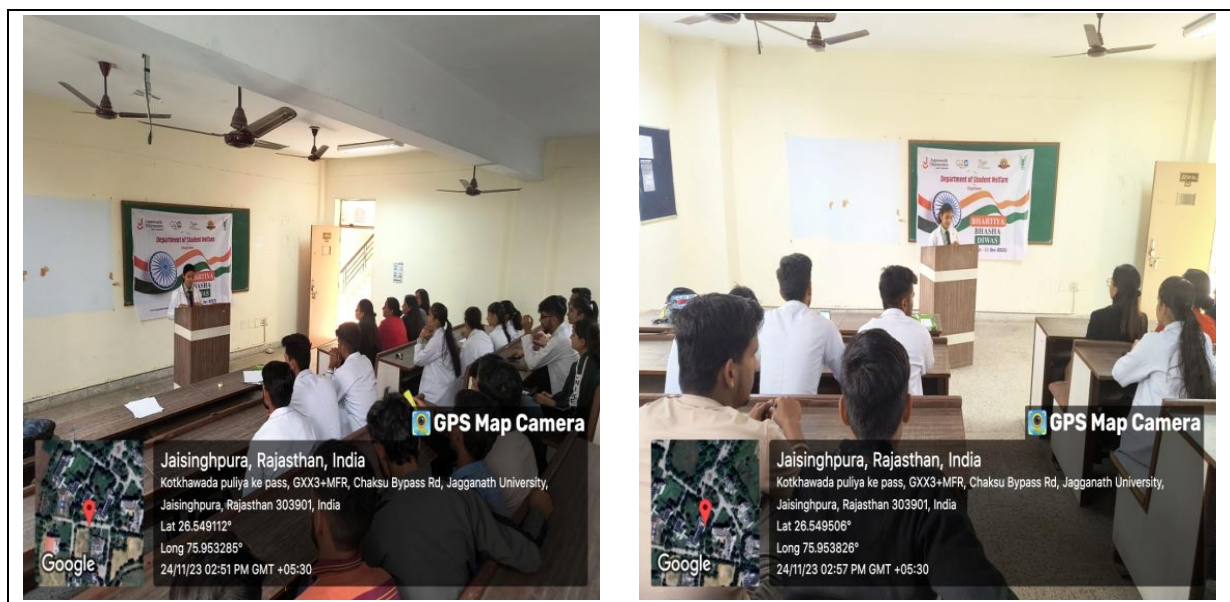 Department of Student Welfare
GPS Map Camera
Jaisinghpura, Rajasthan, India
Kotkhawada puliya ke pass, GXX3+MFR, Chaksu Bypass Rd, Jagganath University,
Jaisinghpura, Rajasthan 303901, India
Lat 26.549112°
Long 75.953285°
24/11/23 02:51 PM GMT +05:30
Google
Department of Student Welfare
BHARTIYA
BHASHA
DIWAS
GPS Map Camera
Jaisinghpura, Rajasthan, India
Kotkhawada puliya ke pass, GXX3+MFR, Chaksu Bypass Rd, Jagganath University,
Jaisinghpura, Rajasthan 303901, India
Lat 26.549506°
Long 75.953826°
24/11/23 02:57 PM GMT +05:30
Google